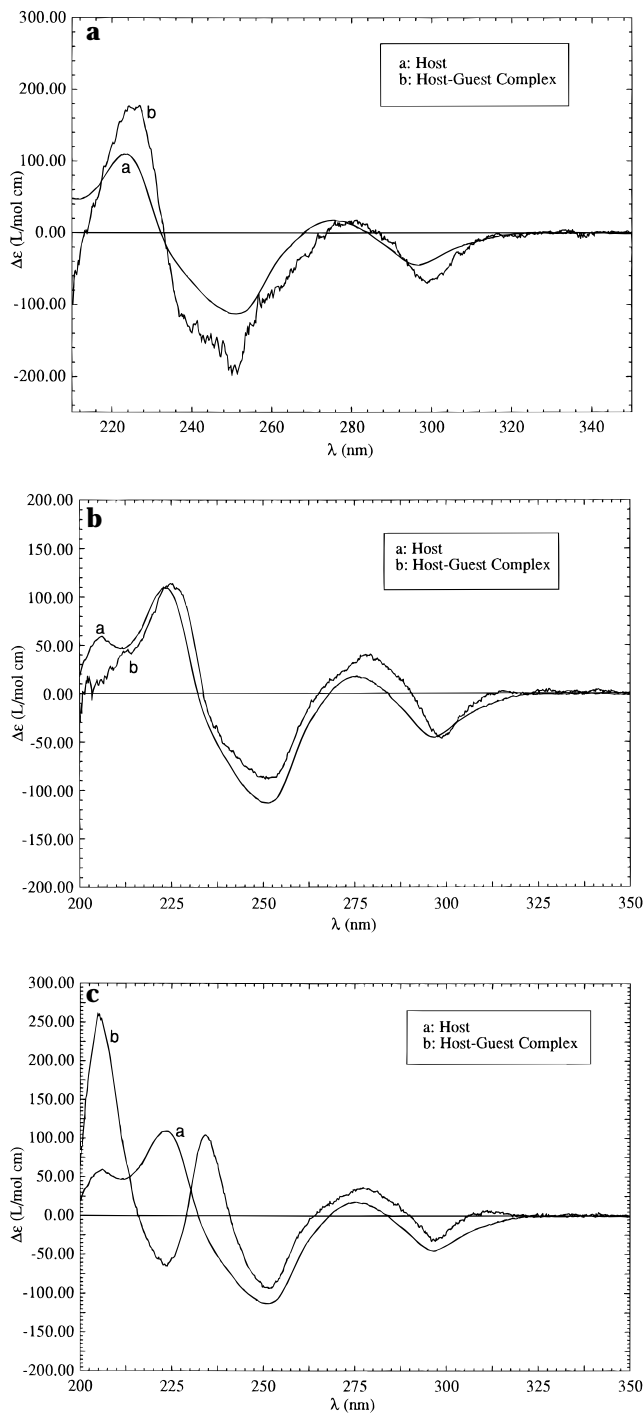 a
300.00
200.00
100.00
0.00
-100.00
-200.00
Δε (L/mol cm)
a: Host
b: Host-Guest Complex
b
a
220 240 260 280 300 320 340
λ (nm)
b
200.00
150.00
100.00
50.00
0.00
-50.00
-100.00
-150.00
-200.00
Δε (L/mol cm)
a: Host
b: Host-Guest Complex
a
b
200 225 250 275 300 325 350
λ (nm)
c
300.00
250.00
200.00
150.00
100.00
50.00
0.00
-50.00
-100.00
-150.00
-200.00
Δε (L/mol cm)
a: Host
b: Host-Guest Complex
b
a
200 225 250 275 300 325 350
λ (nm)